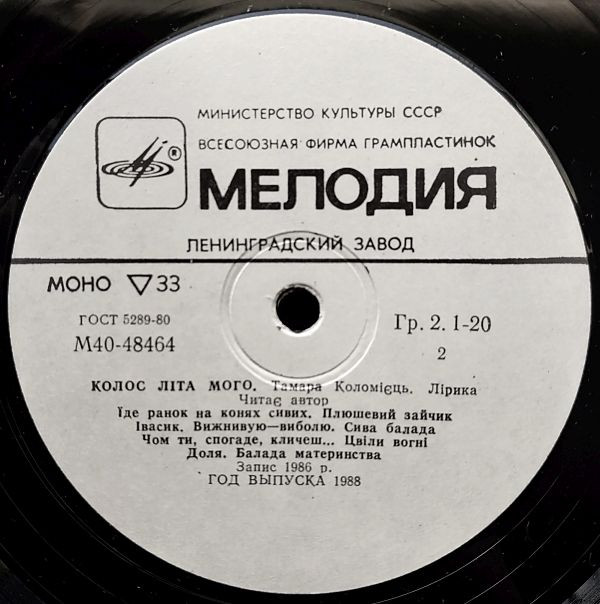 МИНИСТЕРСТВО КУЛЬТУРЫ СССР
ВСЕСОЮЗНАЯ ФИРМА ГРАМПЛАСТИНОК
®
МЕЛОДИЯ
ЛЕНИНГРАДСКИЙ ЗАВОД
МОНО ▽ 33
ГОСТ 5289-80
М40-48464
Гр. 2. 1-20
2
КОЛОС ЛІТА МОГО. Тамара Коломієць. Лірика
Читає автор
Їде ранок на конях сивих. Плюшевий зайчик
Івасик. Вижнивую—виболю. Сива балада
Чом ти, спогаде, кличеш... Цвіли вогні
Доля. Балада материнства
Запис 1986 р.
ГОД ВЫПУСКА 1988